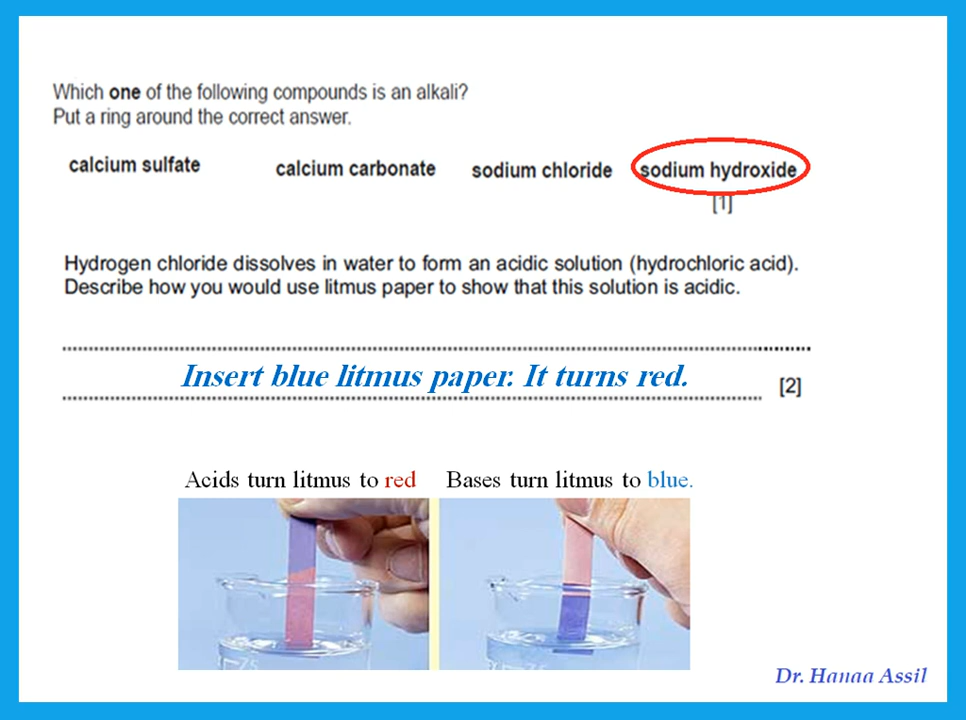 Which one of the following compounds is an alkali?
Put a ring around the correct answer.
calcium sulfate calcium carbonate sodium chloride sodium hydroxide
[1]
Hydrogen chloride dissolves in water to form an acidic solution (hydrochloric acid).
Describe how you would use litmus paper to show that this solution is acidic.
Insert blue litmus paper. It turns red.
[2]
Acids turn litmus to red Bases turn litmus to blue.
Dr. Hanaa Assil